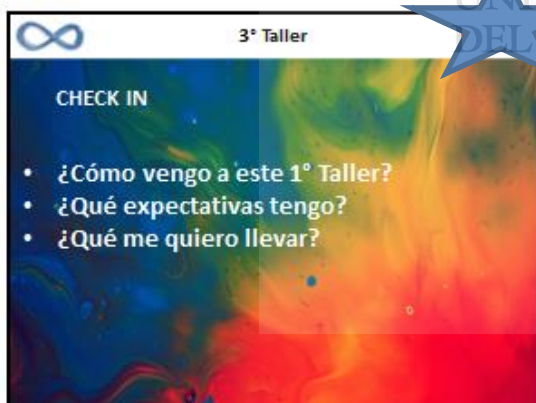 3° Taller
CHECK IN
• ¿Cómo vengo a este 1° Taller?
• ¿Qué expectativas tengo?
• ¿Qué me quiero llevar?